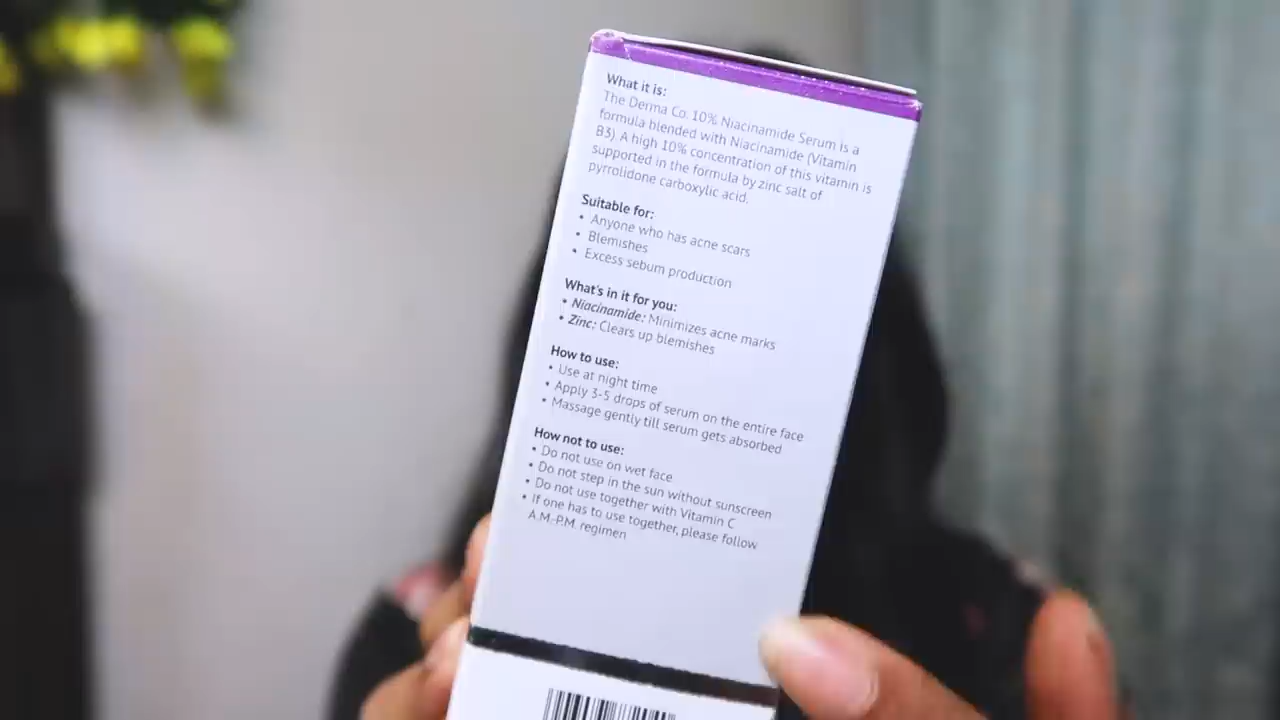 What it is:
The Derma Co. 10% Niacinamide Serum is a
formula blended with Niacinamide (Vitamin
B3). A high 10% concentration of this vitamin is
supported in the formula by zinc salt of
pyrrolidone carboxylic acid.
Suitable for:
• Anyone who has acne scars
• Blemishes
• Excess sebum production
What's in it for you:
• Niacinamide: Minimizes acne marks
• Zinc: Clears up blemishes
How to use:
• Use at night time
• Apply 3-5 drops of serum on the entire face
• Massage gently till serum gets absorbed
How not to use:
• Do not use on wet face
• Do not step in the sun without sunscreen
• Do not use together with Vitamin C
• If one has to use together, please follow
A.M.-P.M. regimen